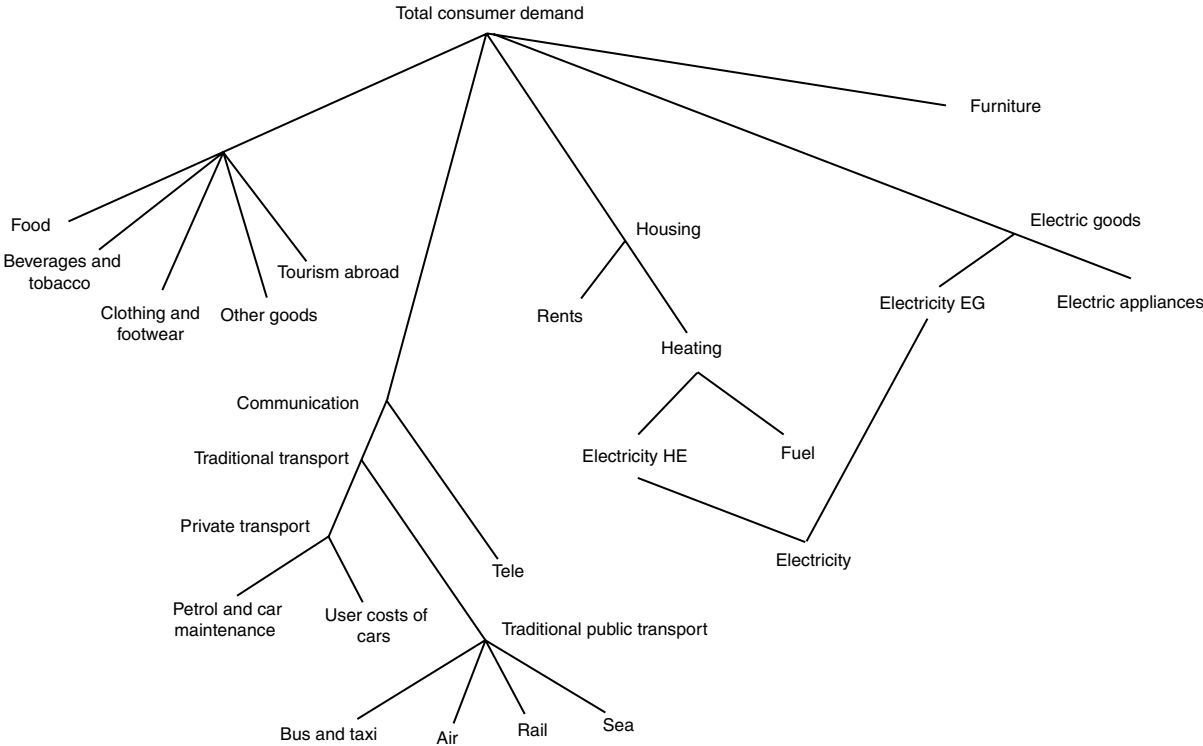 Total consumer demand
Furniture
Food
Beverages and
tobacco
Clothing and
footwear
Other goods
Tourism abroad
Housing
Rents
Heating
Electric goods
Electricity EG
Electric appliances
Communication
Traditional transport
Private transport
Petrol and car
maintenance
User costs of
cars
Tele
Electricity HE
Fuel
Electricity
Traditional public transport
Bus and taxi
Air
Rail
Sea